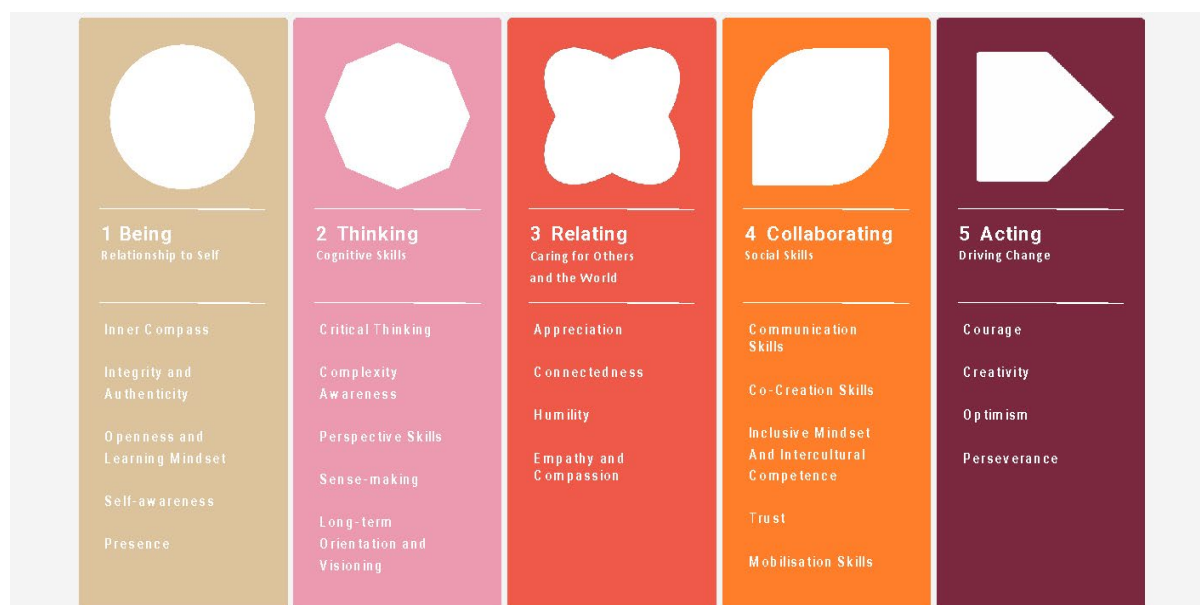 1 Being
Relationship to Self
Inner Compass
Integrity and
Authenticity
Openness and
Learning Mindset
Self-awareness
Presence
2 Thinking
Cognitive Skills
Critical Thinking
Complexity
Awareness
Perspective Skills
Sense-making
Long-term
Orientation and
Visioning
3 Relating
Caring for Others
and the World
Appreciation
Connectedness
Humility
Empathy and
Compassion
4 Collaborating
Social Skills
Communication
Skills
Co-Creation Skills
Inclusive Mindset
And Intercultural
Competence
Trust
Mobilisation Skills
5 Acting
Driving Change
Courage
Creativity
Optimism
Perseverance